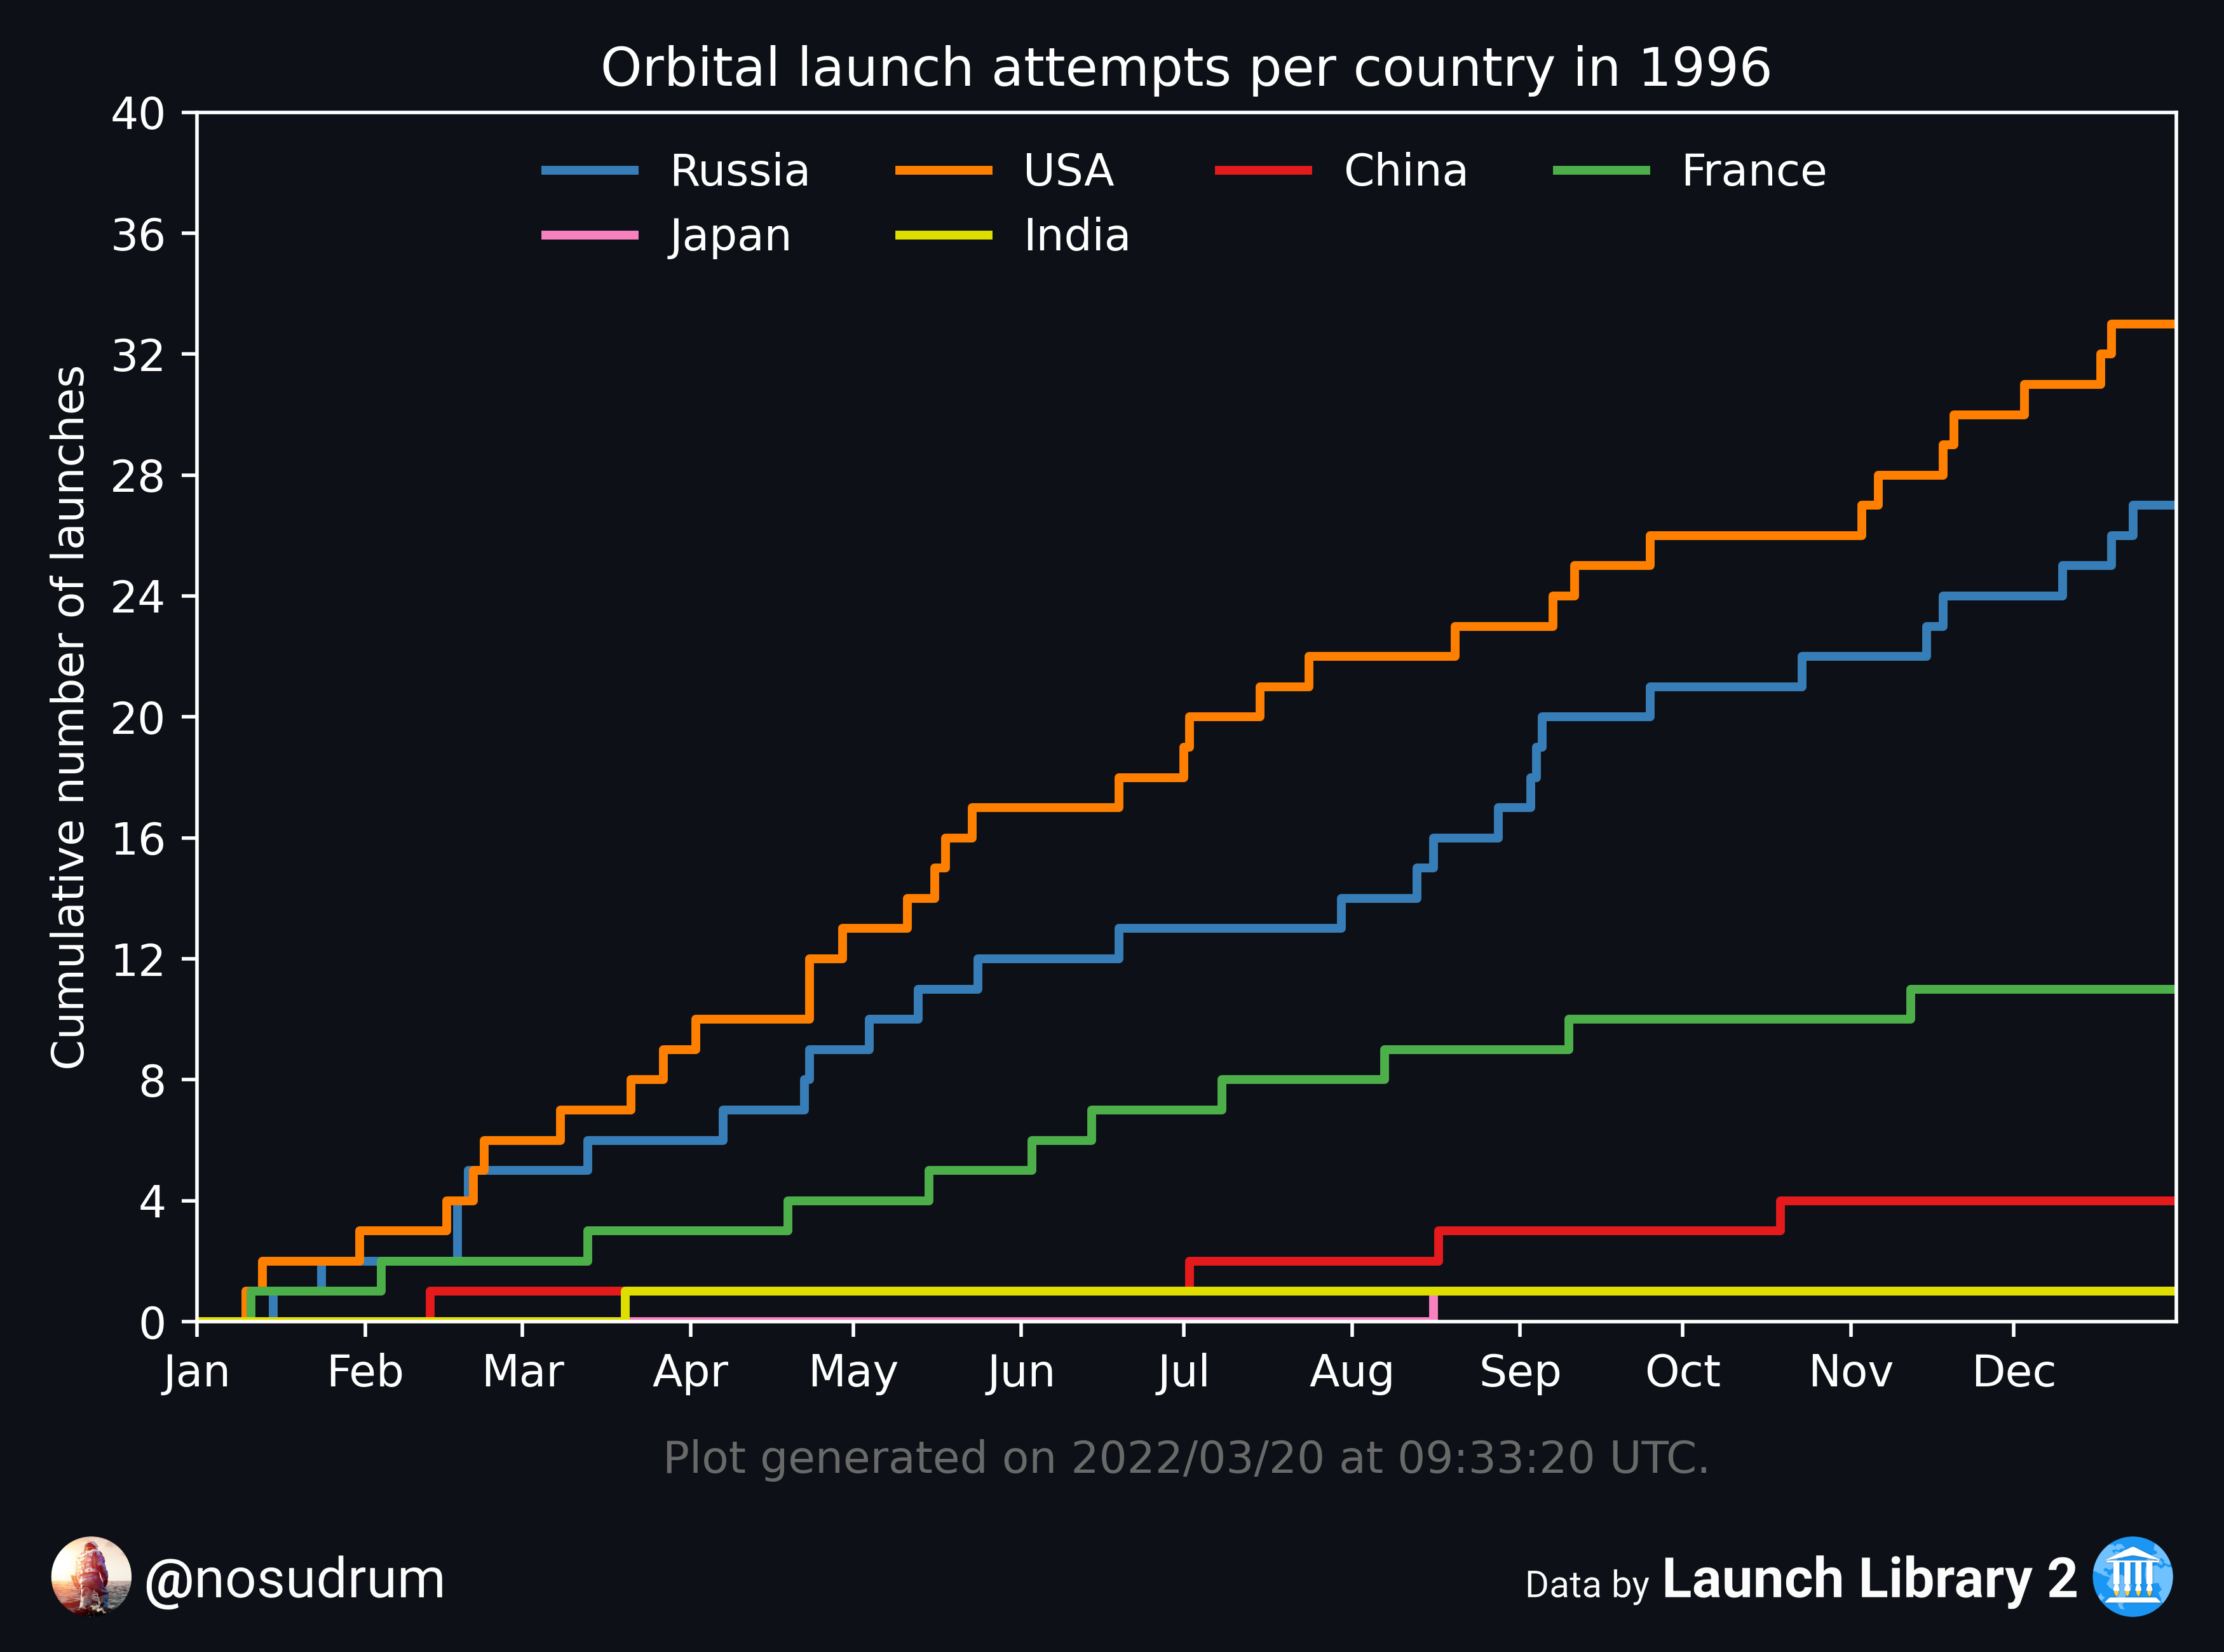 Orbital launch attempts per country in 1996
Russia USA China France
Japan India
Cumulative number of launches
40
36
32
28
24
20
16
12
8
4
0
Jan Feb Mar Apr May Jun Jul Aug Sep Oct Nov Dec
Plot generated on 2022/03/20 at 09:33:20 UTC.
@nosudrum
Data by Launch Library 2